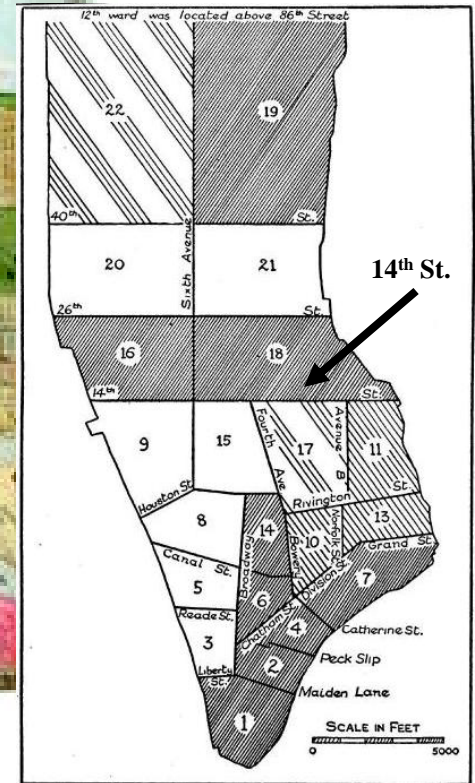 12th ward was located above 86th Street
22
19
40th
St.
Sixth Avenue
20
21
26th
St.
14th St.
16
18
14th
St.
9
15
Fourth Ave
17
Avenue B
11
Houston St.
Rivington St
8
14
Bowery
10
Norfolk St.
13
Broadway
Canal St.
Division
Grand St.
5
6
7
Reade St.
Chatham St.
4
Catherine St.
3
2
Peck Slip
Liberty St.
Maiden Lane
1
SCALE IN FEET
0
5000